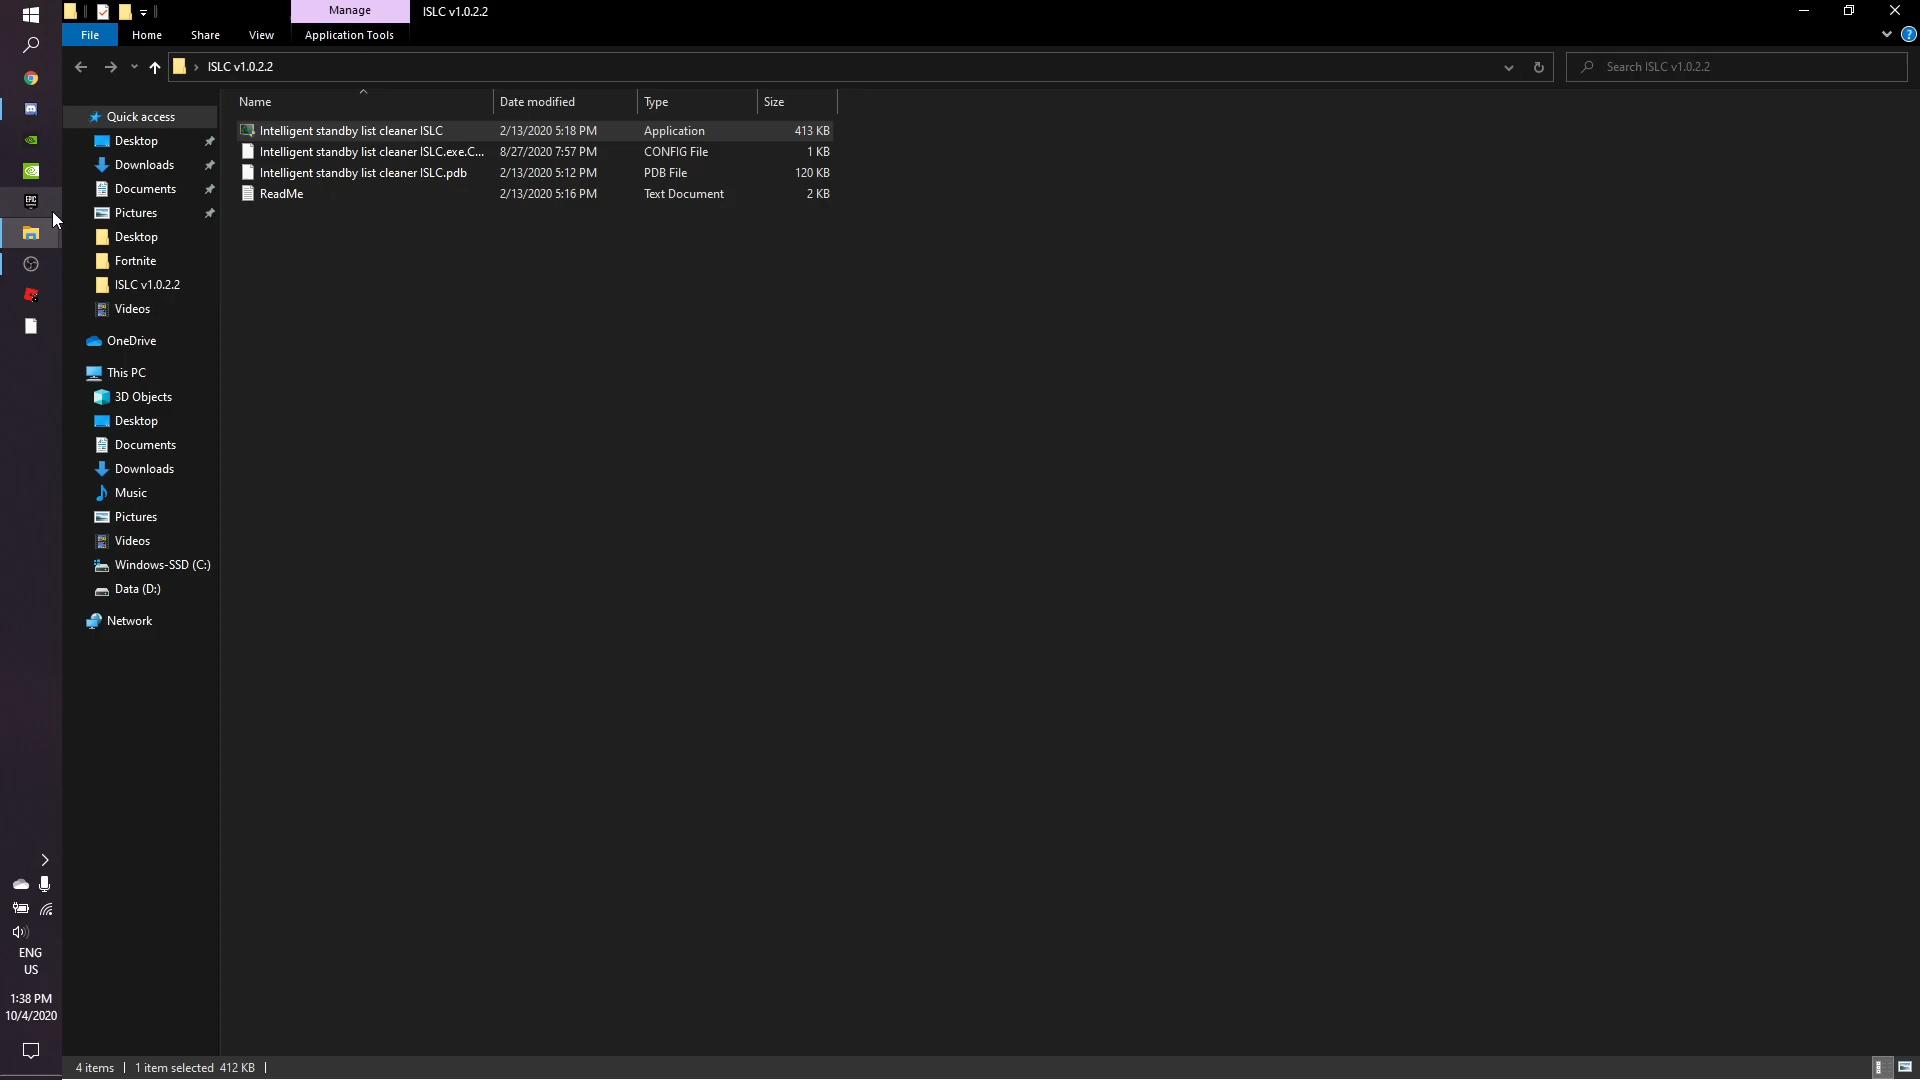 Manage
ISLC v1.0.2.2
File
Home
Share
View
Application Tools
ISLC v1.0.2.2
Search ISLC v1.0.2.2
Name
Date modified
Type
Size
Intelligent standby list cleaner ISLC
2/13/2020 5:18 PM
Application
413 KB
Intelligent standby list cleaner ISLC.exe.C...
8/27/2020 7:57 PM
CONFIG File
1 KB
Intelligent standby list cleaner ISLC.pdb
2/13/2020 5:12 PM
PDB File
120 KB
ReadMe
2/13/2020 5:16 PM
Text Document
2 KB
Quick access
Desktop
Downloads
Documents
Pictures
Desktop
Fortnite
ISLC v1.0.2.2
Videos
OneDrive
This PC
3D Objects
Desktop
Documents
Downloads
Music
Pictures
Videos
Windows-SSD (C:)
Data (D:)
Network
EPIC
ENG
US
1:38 PM
10/4/2020
4 items
1 item selected 412 KB